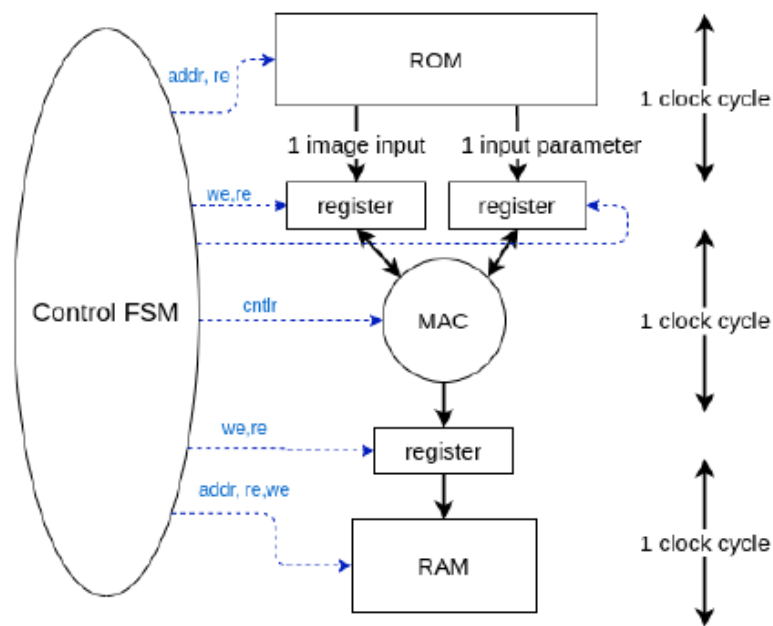 ROM
addr, re
1 clock cycle
1 image input
1 input parameter
we,re
register
register
Control FSM
cntlr
MAC
1 clock cycle
we,re
register
addr, re,we
RAM
1 clock cycle